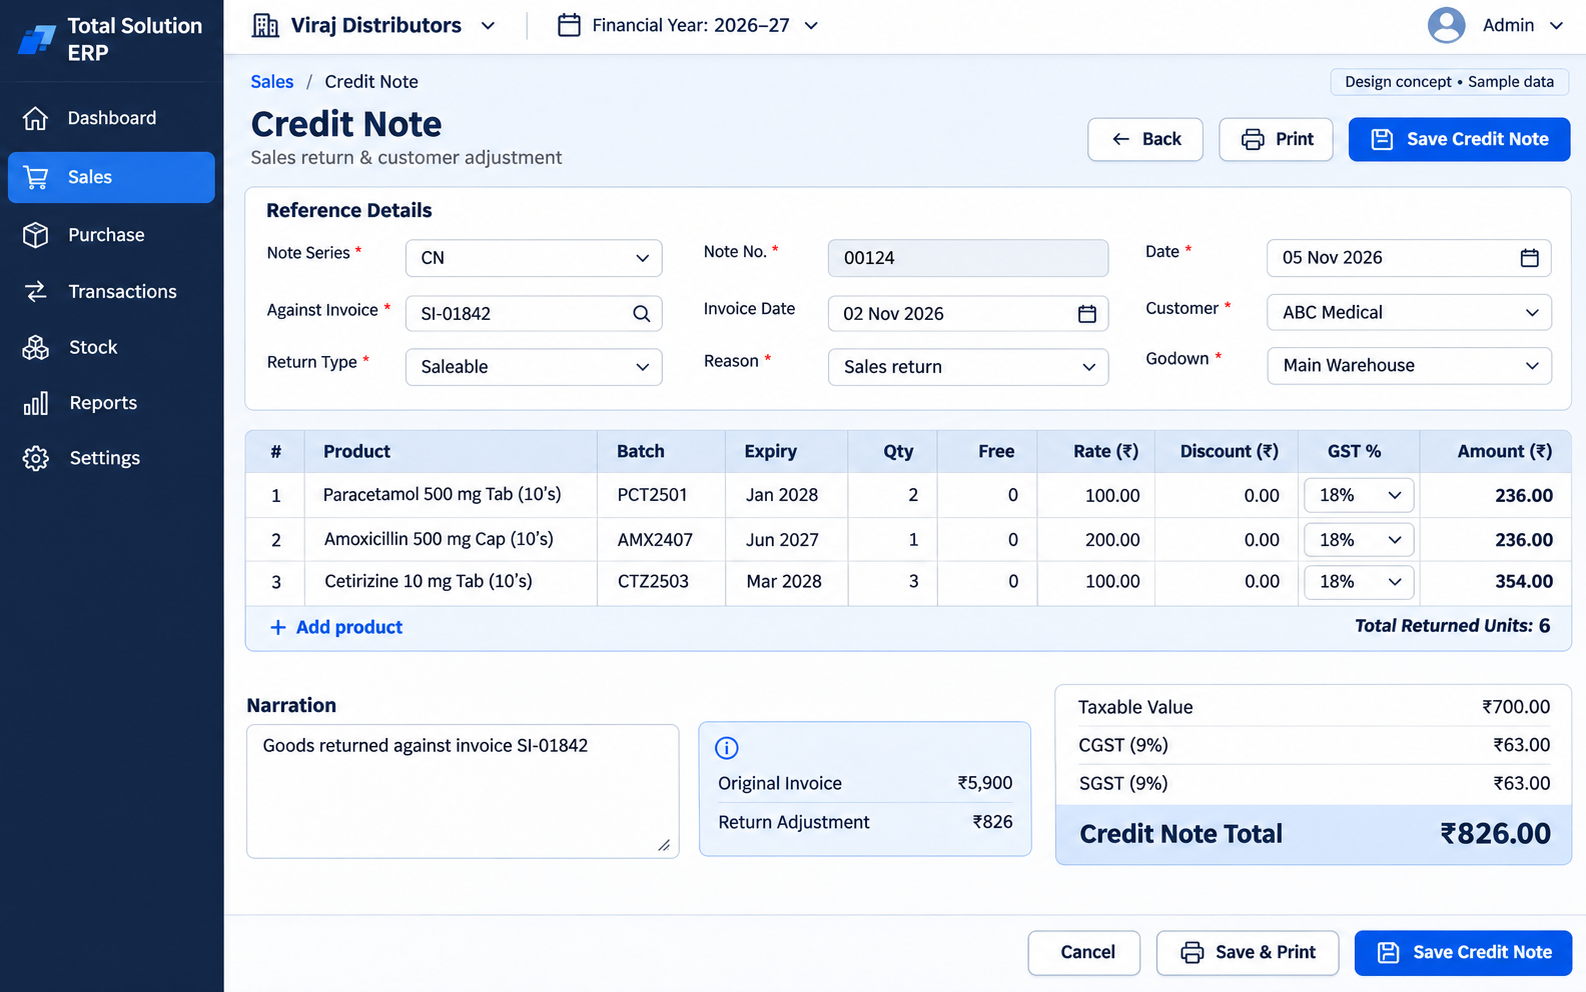 Total Solution
ERP
Dashboard
Sales
Purchase
Transactions
Stock
Reports
Settings
Viraj Distributors
Financial Year: 2026–27
Admin
Sales / Credit Note
Design concept • Sample data
Credit Note
Sales return & customer adjustment
Back
Print
Save Credit Note
Reference Details
Note Series * CN
Note No. * 00124
Date * 05 Nov 2026
Against Invoice * SI-01842
Invoice Date 02 Nov 2026
Customer * ABC Medical
Return Type * Saleable
Reason * Sales return
Godown * Main Warehouse
# Product Batch Expiry Qty Free Rate (₹) Discount (₹) GST % Amount (₹)
1 Paracetamol 500 mg Tab (10's) PCT2501 Jan 2028 2 0 100.00 0.00 18% 236.00
2 Amoxicillin 500 mg Cap (10's) AMX2407 Jun 2027 1 0 200.00 0.00 18% 236.00
3 Cetirizine 10 mg Tab (10's) CTZ2503 Mar 2028 3 0 100.00 0.00 18% 354.00
+ Add product
Total Returned Units: 6
Narration
Goods returned against invoice SI-01842
Original Invoice ₹5,900
Return Adjustment ₹826
Taxable Value ₹700.00
CGST (9%) ₹63.00
SGST (9%) ₹63.00
Credit Note Total ₹826.00
Cancel
Save & Print
Save Credit Note